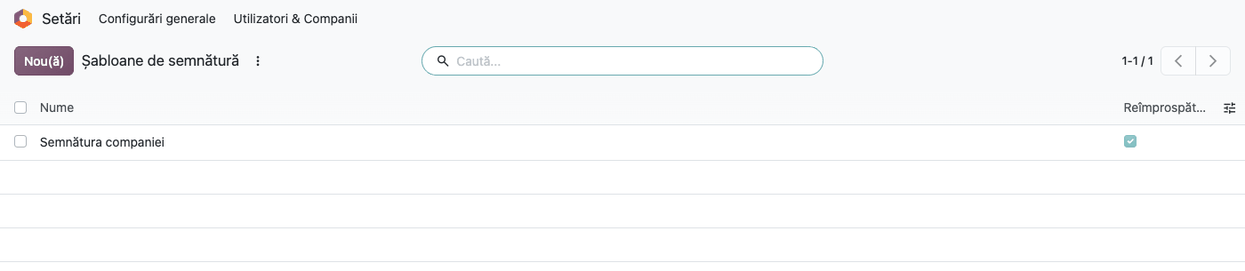 Setări Configurări generale Utilizatori & Companii
Nou(ă) Șabloane de semnătură Caută... 1-1 / 1
Nume Reîmprospăt...
Semnătura companiei